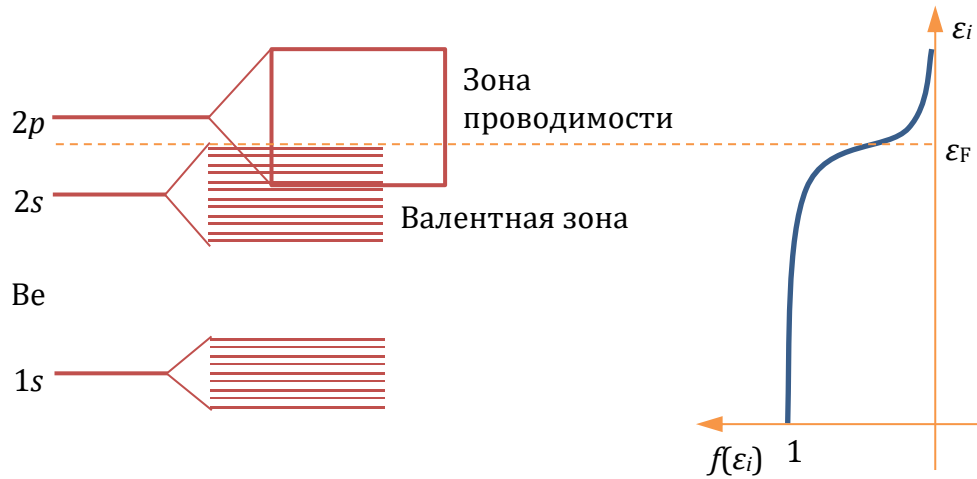 εi
Зона
проводимости
2p
εF
2s
Валентная зона
Be
1s
f(εi)
1